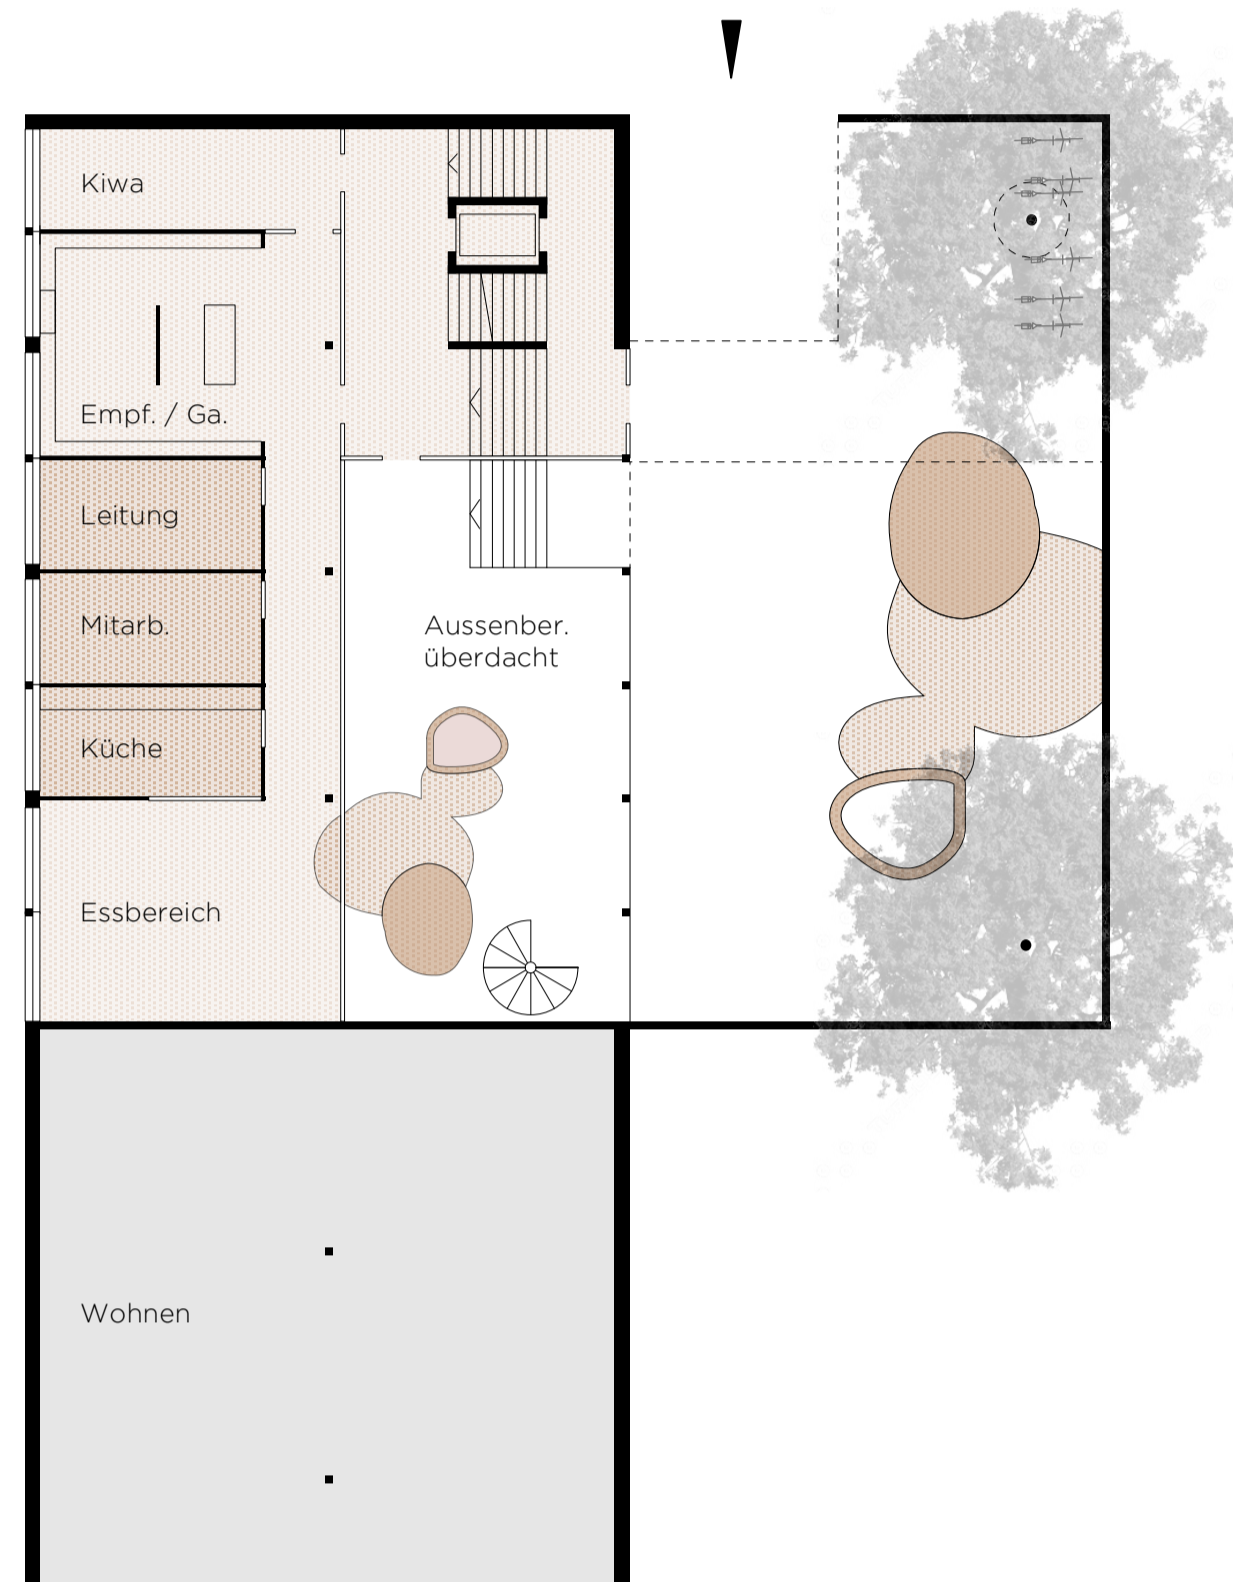 Kiwa
Empf. / Ga.
Leitung
Mitarb.
Aussenber.
überdacht
Küche
Essbereich
Wohnen